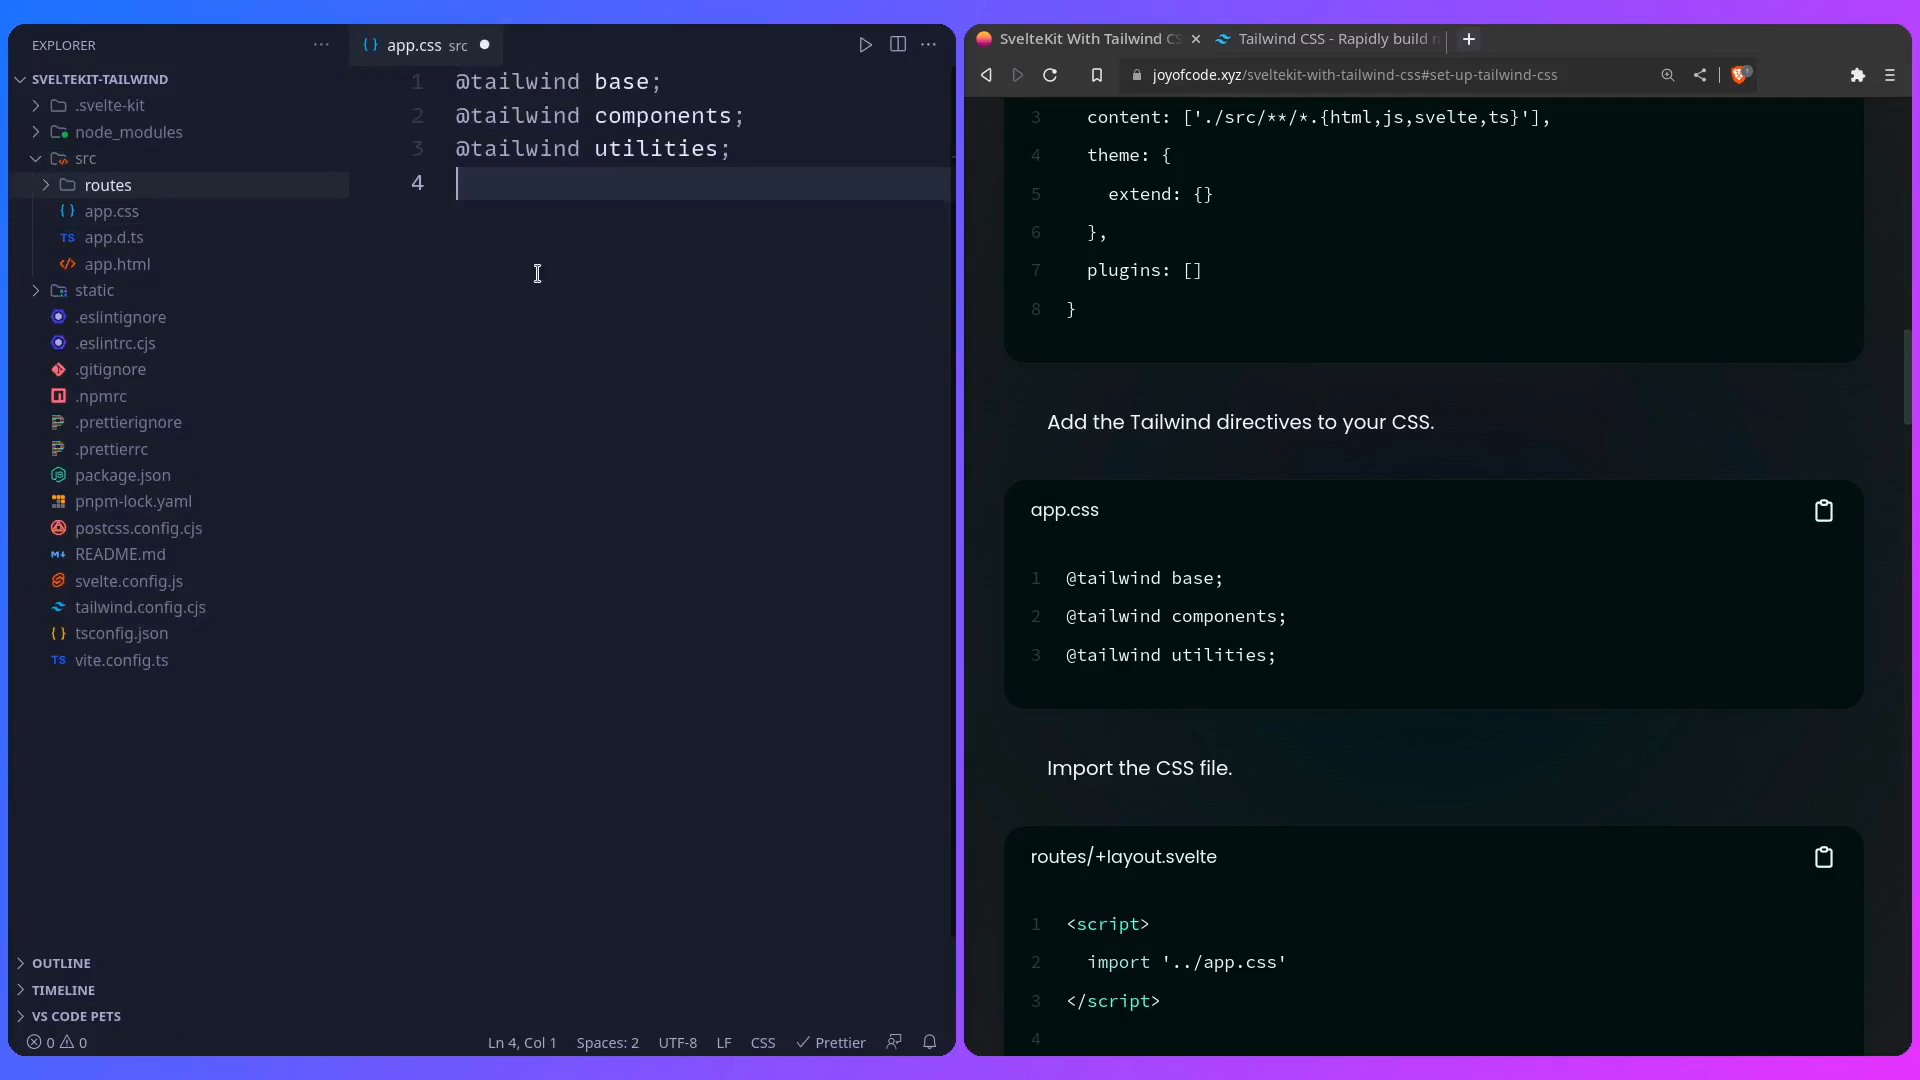 EXPLORER
SVELTEKIT-TAILWIND
.svelte-kit
node_modules
src
routes
app.css
TS app.d.ts
app.html
static
.eslintignore
.eslintrc.cjs
.gitignore
.npmrc
.prettierignore
.prettierrc
package.json
pnpm-lock.yaml
postcss.config.cjs
README.md
svelte.config.js
tailwind.config.cjs
tsconfig.json
TS vite.config.ts
OUTLINE
TIMELINE
VS CODE PETS
0 0
app.css src
1 @tailwind base;
2 @tailwind components;
3 @tailwind utilities;
4
Ln 4, Col 1 Spaces: 2 UTF-8 LF CSS Prettier
SvelteKit With Tailwind CS
Tailwind CSS - Rapidly build n
joyofcode.xyz/sveltekit-with-tailwind-css#set-up-tailwind-css
3 content: ['./src/**/*.{html,js,svelte,ts}'],
4 theme: {
5 extend: {}
6 },
7 plugins: []
8 }
Add the Tailwind directives to your CSS.
app.css
1 @tailwind base;
2 @tailwind components;
3 @tailwind utilities;
Import the CSS file.
routes/+layout.svelte
1 <script>
2 import '../app.css'
3 </script>
4